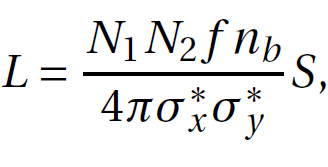 L = \frac{N_1 N_2 f n_b}{4\pi\sigma_x^*\sigma_y^*} S,